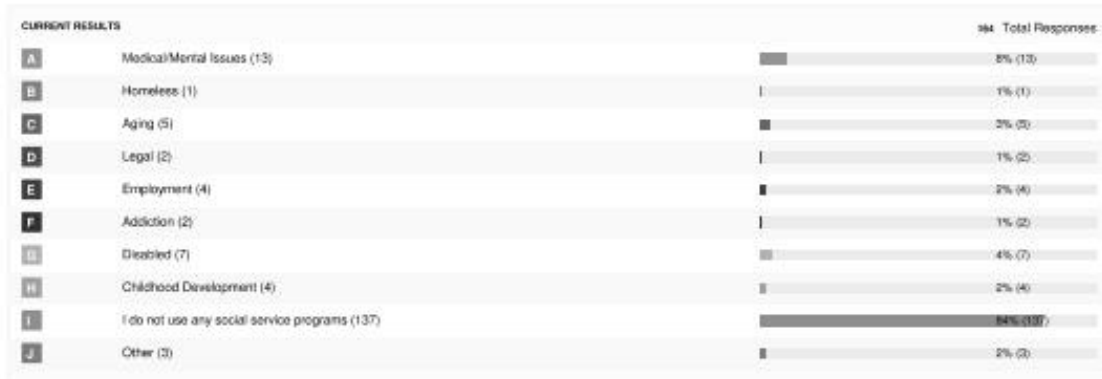 CURRENT RESULTS 164 Total Responses
A Medical/Mental Issues (13) 8% (13)
B Homeless (1) 1% (1)
C Aging (5) 3% (5)
D Legal (2) 1% (2)
E Employment (4) 2% (4)
F Addiction (2) 1% (2)
G Disabled (7) 4% (7)
H Childhood Development (4) 2% (4)
I I do not use any social service programs (137) 84% (137)
J Other (3) 2% (3)